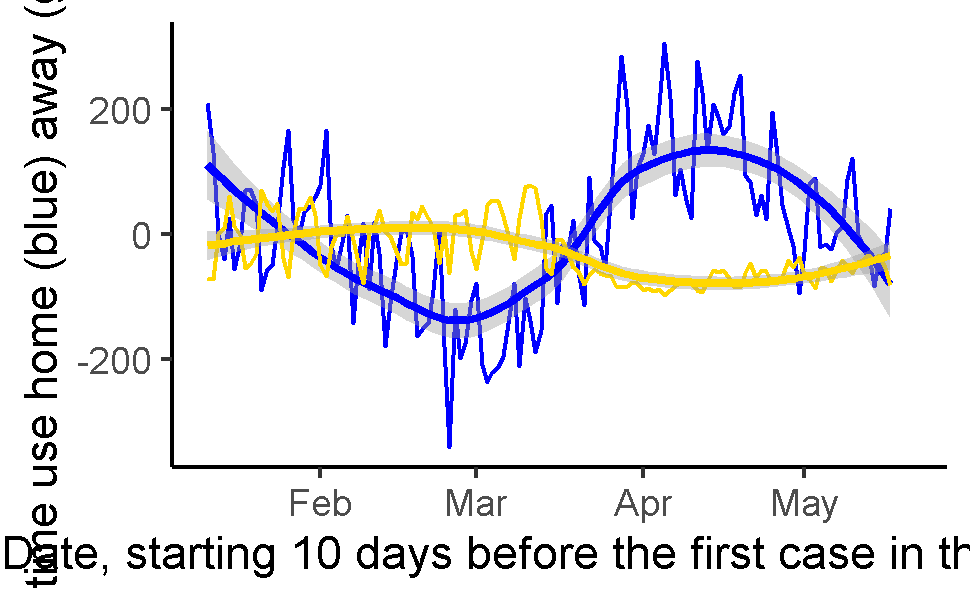 time use home (blue) away (
200
0
-200
Feb Mar Apr May
Date, starting 10 days before the first case in th